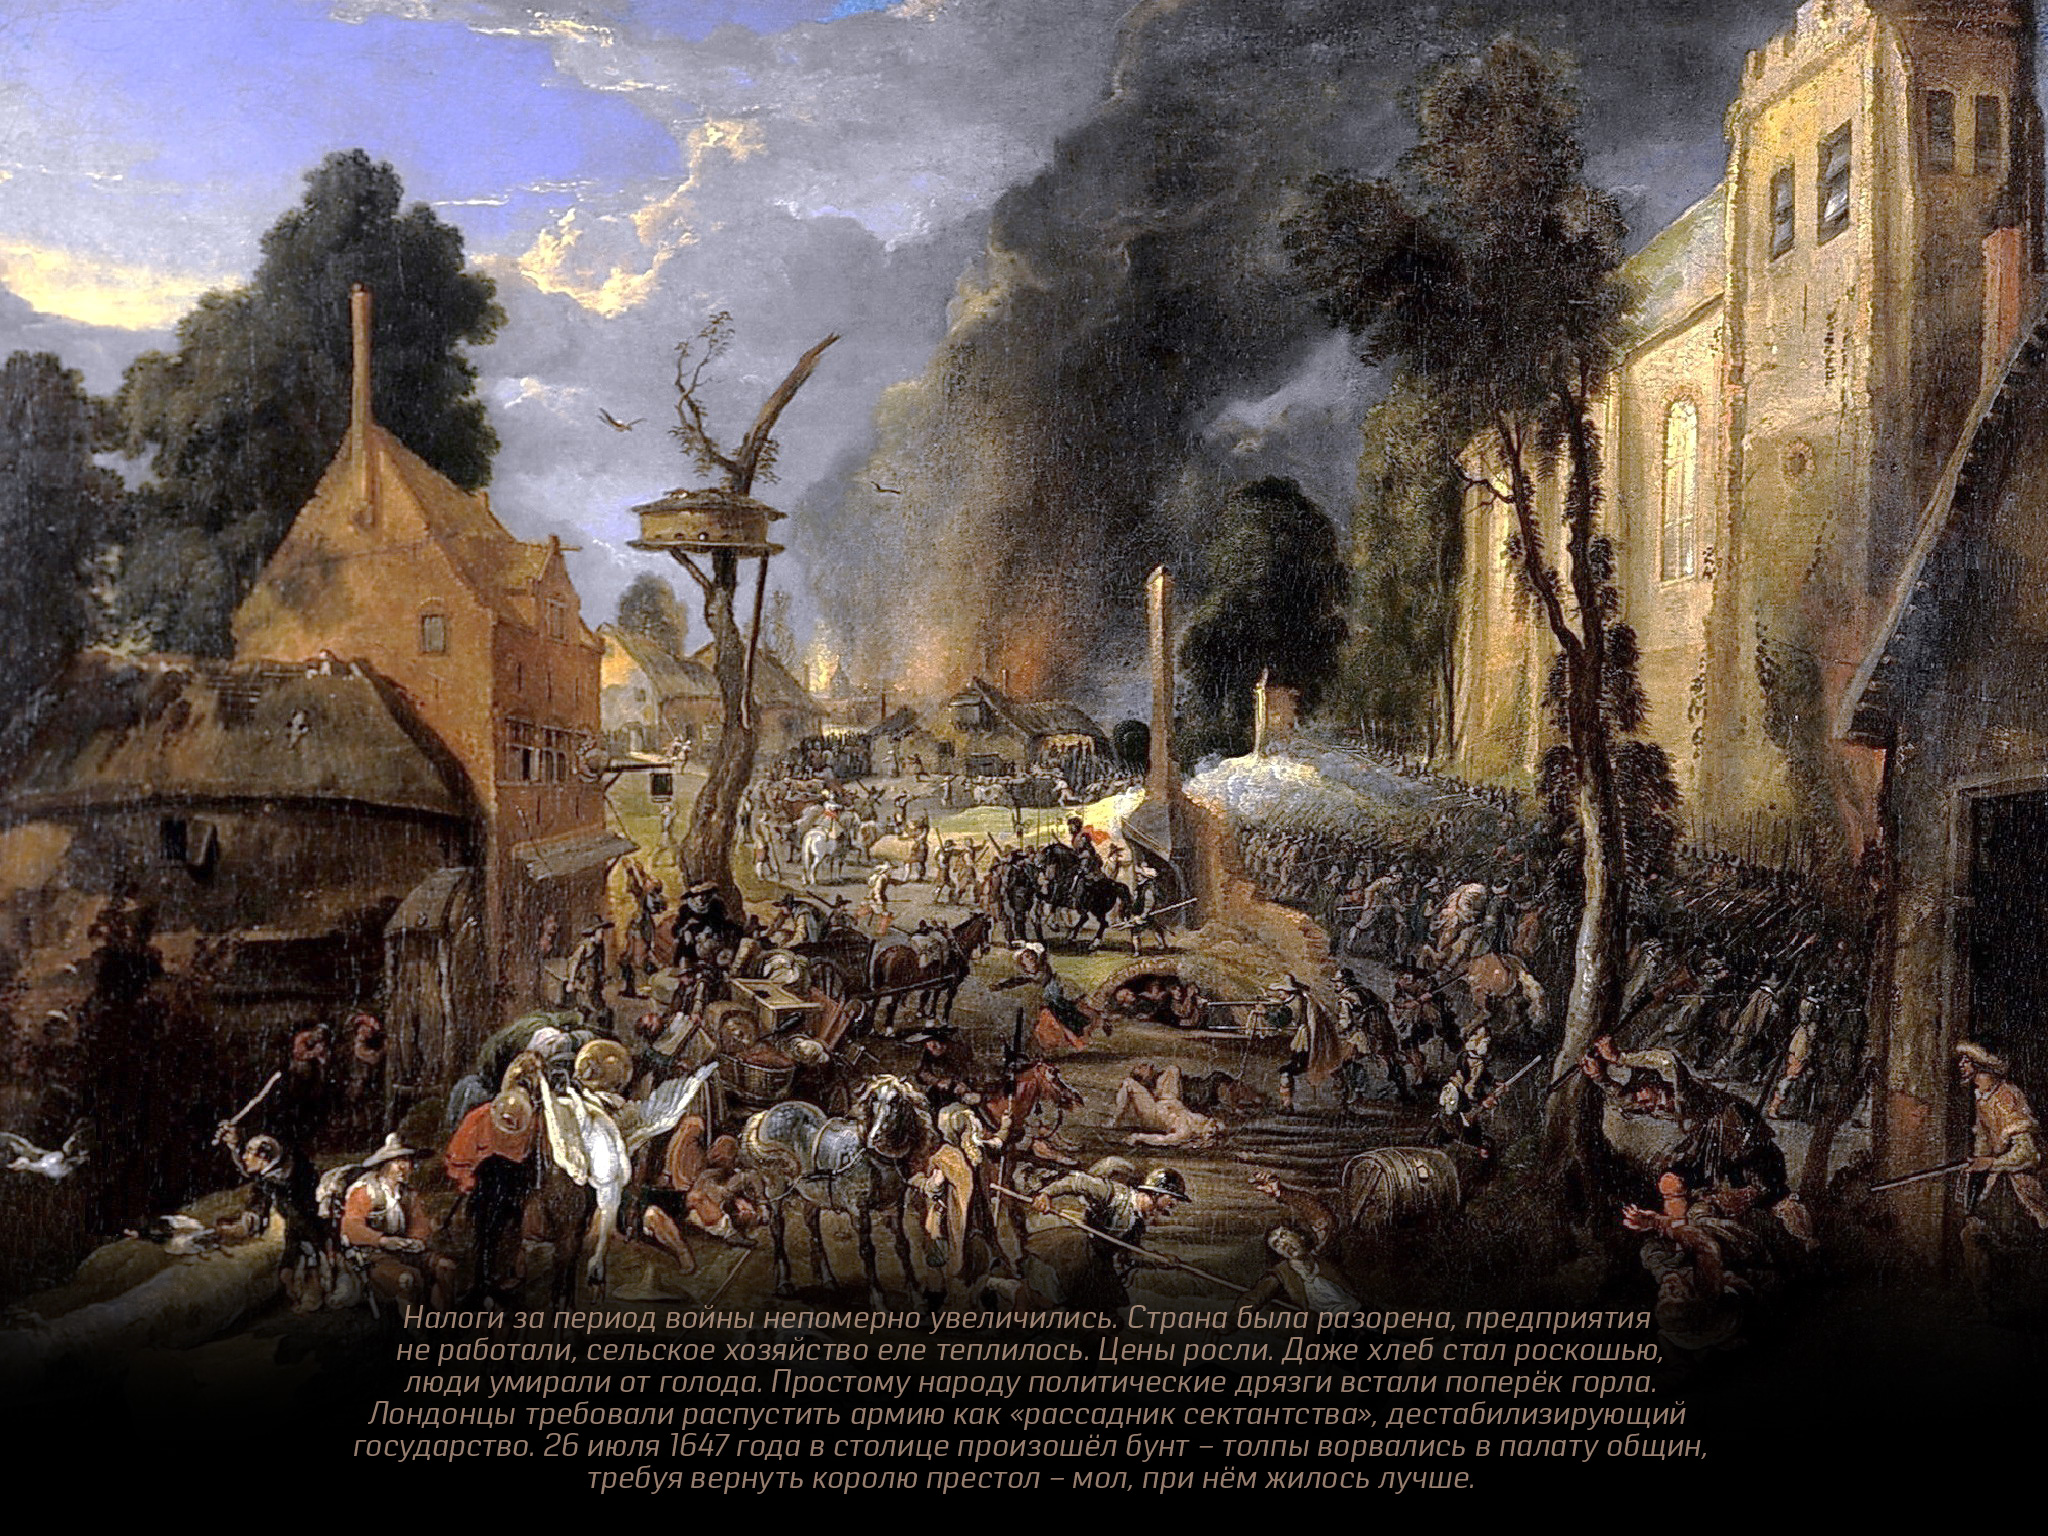 Налоги за период войны непомерно увеличились. Страна была разорена, предприятия
не работали, сельское хозяйство еле теплилось. Цены росли. Даже хлеб стал роскошью,
люди умирали от голода. Простому народу политические дрязги встали поперёк горла.
Лондонцы требовали распустить армию как «рассадник сектантства», дестабилизирующий
государство. 26 июля 1647 года в столице произошёл бунт – толпы ворвались в палату общин,
требуя вернуть королю престол – мол, при нём жилось лучше.